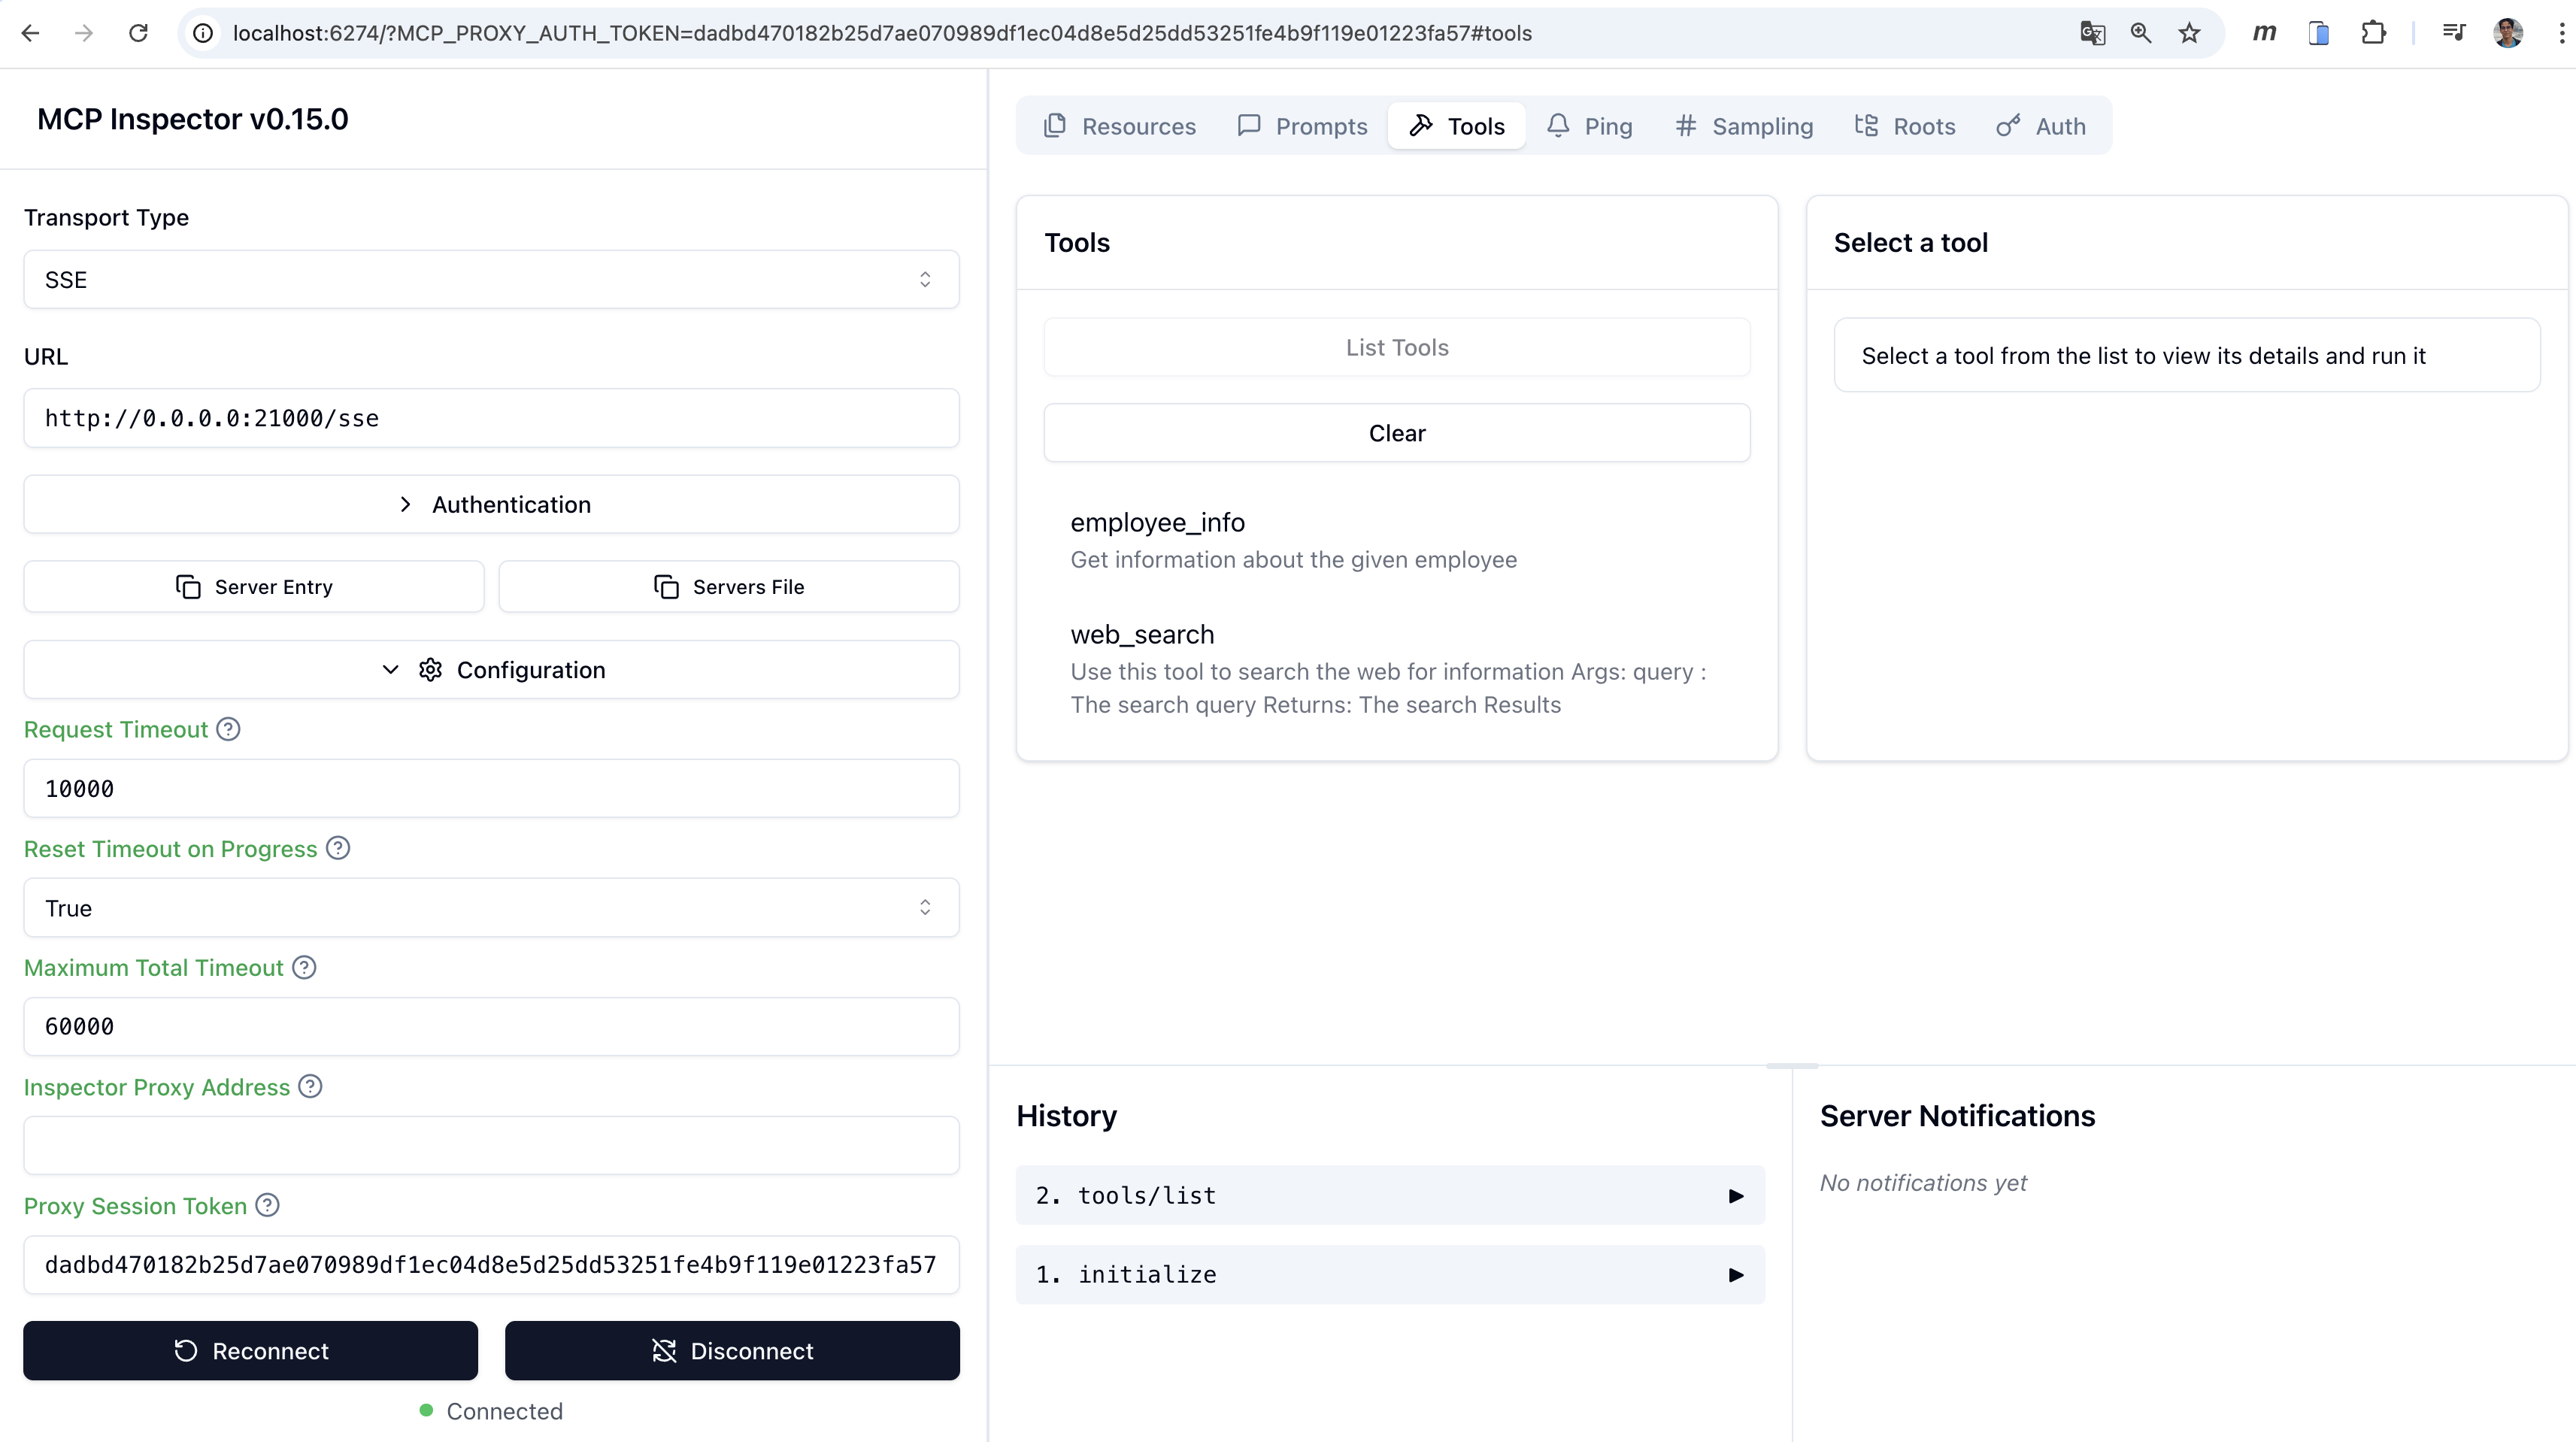 localhost:6274/?MCP_PROXY_AUTH_TOKEN=dadbd470182b25d7ae070989df1ec04d8e5d25dd53251fe4b9f119e01223fa57#tools
MCP Inspector v0.15.0
Transport Type
SSE
URL
http://0.0.0.0:21000/sse
Authentication
Server Entry
Servers File
Configuration
Request Timeout
10000
Reset Timeout on Progress
True
Maximum Total Timeout
60000
Inspector Proxy Address
Proxy Session Token
dadbd470182b25d7ae070989df1ec04d8e5d25dd53251fe4b9f119e01223fa57
Reconnect
Disconnect
Connected
Resources
Prompts
Tools
Ping
Sampling
Roots
Auth
Tools
List Tools
Clear
employee_info
Get information about the given employee
web_search
Use this tool to search the web for information Args: query :
The search query Returns: The search Results
Select a tool
Select a tool from the list to view its details and run it
History
2. tools/list
1. initialize
Server Notifications
No notifications yet